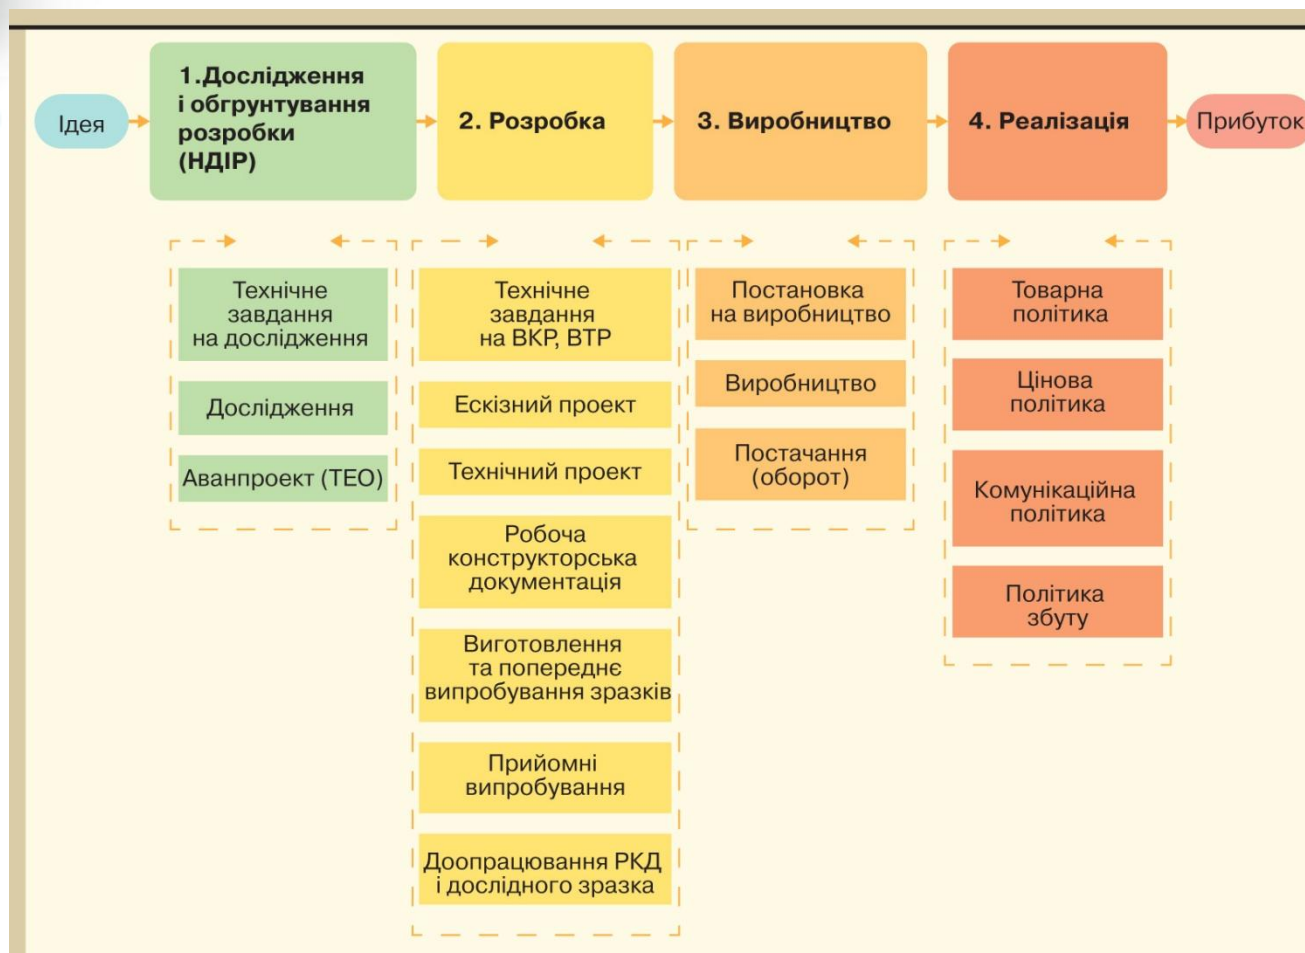 Ідея
1.Дослідження
і обгрунтування
розробки
(НДІР)
2. Розробка
3. Виробництво
4. Реалізація
Прибуток
Технічне
завдання
на дослідження
Дослідження
Аванпроект (ТЕО)
Технічне
завдання
на ВКР, ВТР
Ескізний проект
Технічний проект
Робоча
конструкторська
документація
Виготовлення
та попереднє
випробування зразків
Прийомні
випробування
Доопрацювання РКД
і дослідного зразка
Постановка
на виробництво
Виробництво
Постачання
(оборот)
Товарна
політика
Цінова
політика
Комунікаційна
політика
Політика
збуту